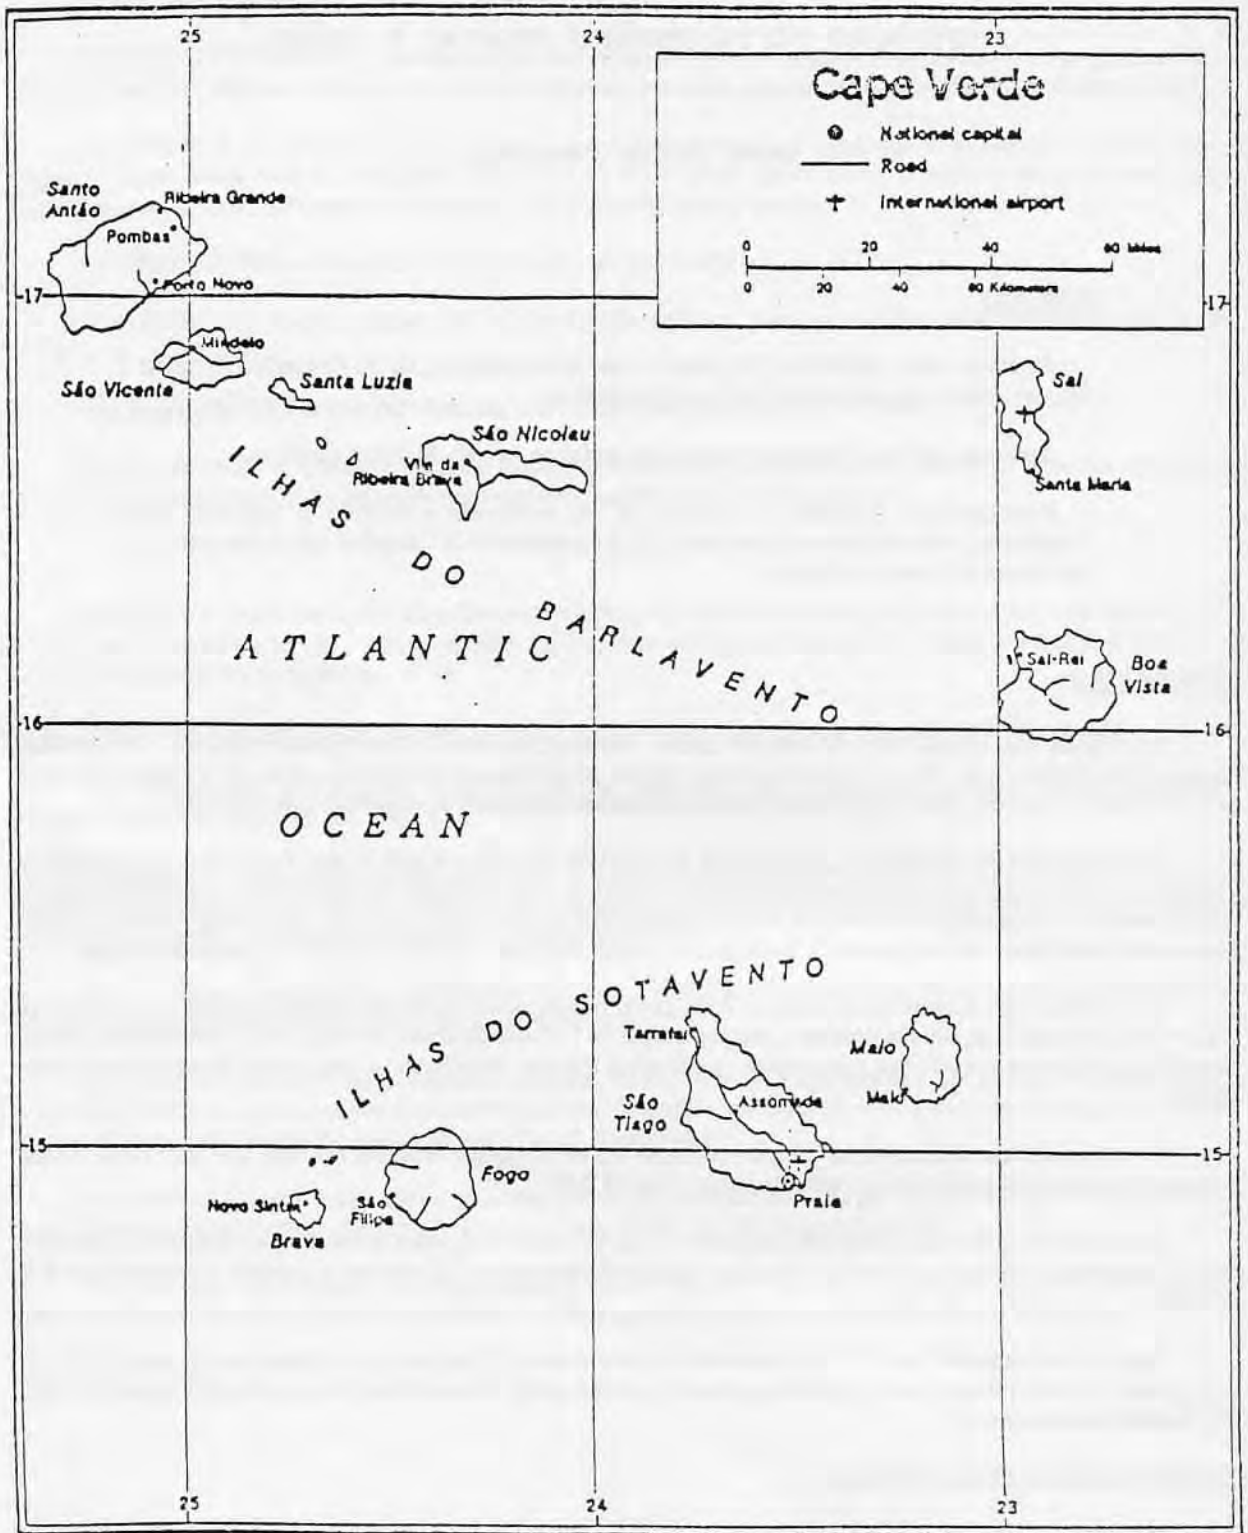 25
24
23
Cape Verde
National capital
Road
International airport
0 20 40 60 Miles
0 20 40 60 Kilometers
Santo
Antão
Ribeira Grande
Pombas
Porto Novo
17
17
Mindelo
São Vicente
Santa Luzia
São Nicolau
Vila da
Ribeira Brava
Sal
Santa Maria
ILHAS DO BARLAVENTO
ATLANTIC
OCEAN
Sal-Rei
Boa
Vista
16
16
ILHAS DO SOTAVENTO
Tarrafal
São
Tiago
Assomada
Praia
Maio
15
15
Fogo
São
Filipe
Nova Sintra
Brava
25
24
23